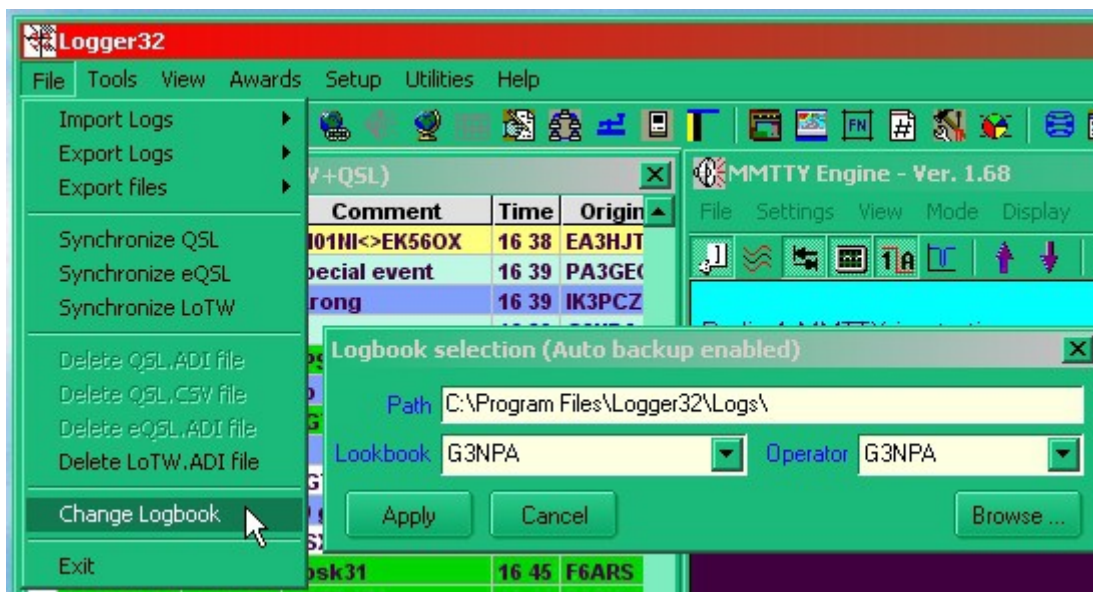 Logger32
File Tools View Awards Setup Utilities Help
Import Logs
Export Logs
Export files
Synchronize QSL
Synchronize eQSL
Synchronize LoTW
Delete QSL.ADI file
Delete QSL.CSV file
Delete eQSL.ADI file
Delete LoTW.ADI file
Change Logbook
Exit
+QSL)
Comment Time Origin
I01NI<>EK56OX 16 38 EA3HJT
pecial event 16 39 PA3GE
rong 16 39 IK3PCZ
psk31 16 45 F6ARS
FN #
MMTTY Engine - Ver. 1.68
File Settings View Mode Display
Logbook selection (Auto backup enabled)
Path C:\Program Files\Logger32\Logs\
Lookbook G3NPA Operator G3NPA
Apply Cancel Browse ...